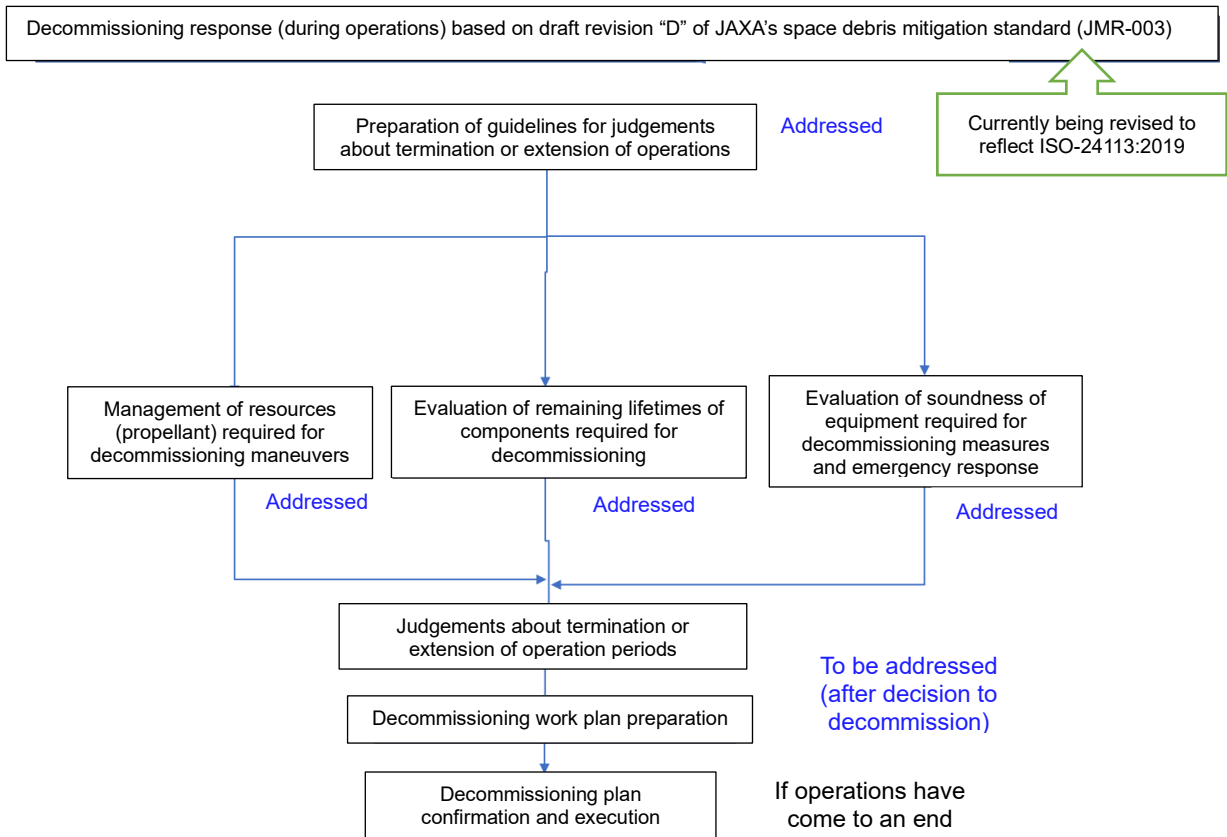 Decommissioning response (during operations) based on draft revision “D” of JAXA’s space debris mitigation standard (JMR-003)
Currently being revised to
reflect ISO-24113:2019
Preparation of guidelines for judgements
about termination or extension of operations
Addressed
Management of resources
(propellant) required for
decommissioning maneuvers
Addressed
Evaluation of remaining lifetimes of
components required for
decommissioning
Addressed
Evaluation of soundness of
equipment required for
decommissioning measures
and emergency response
Addressed
Judgements about termination or
extension of operation periods
To be addressed
(after decision to
decommission)
Decommissioning work plan preparation
Decommissioning plan
confirmation and execution
If operations have
come to an end